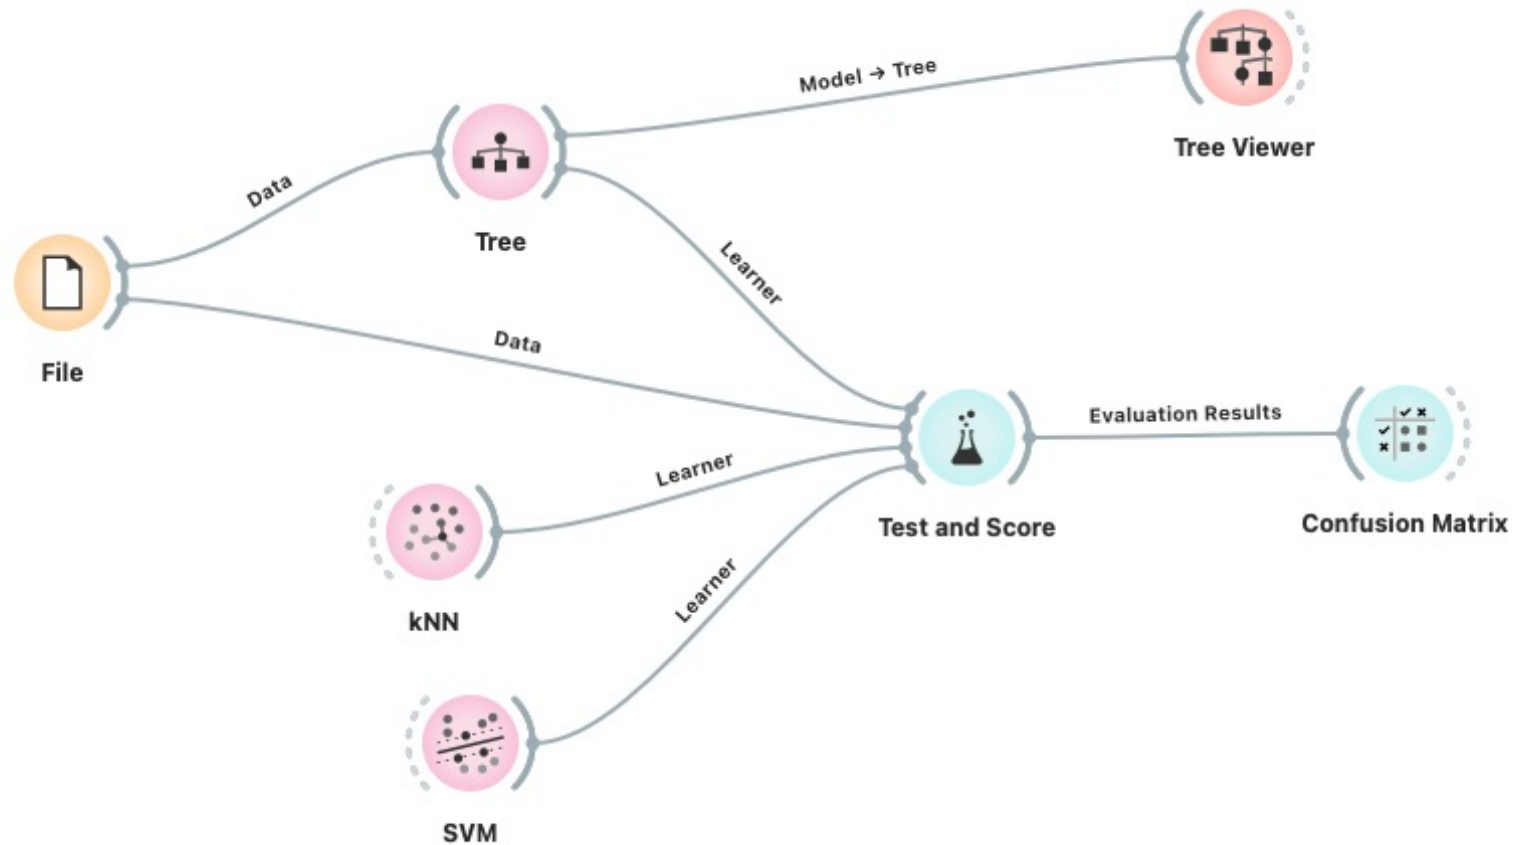 Model → Tree
Tree Viewer
Data
Tree
Learner
File
Data
Evaluation Results
Learner
Test and Score
Confusion Matrix
kNN
Learner
SVM